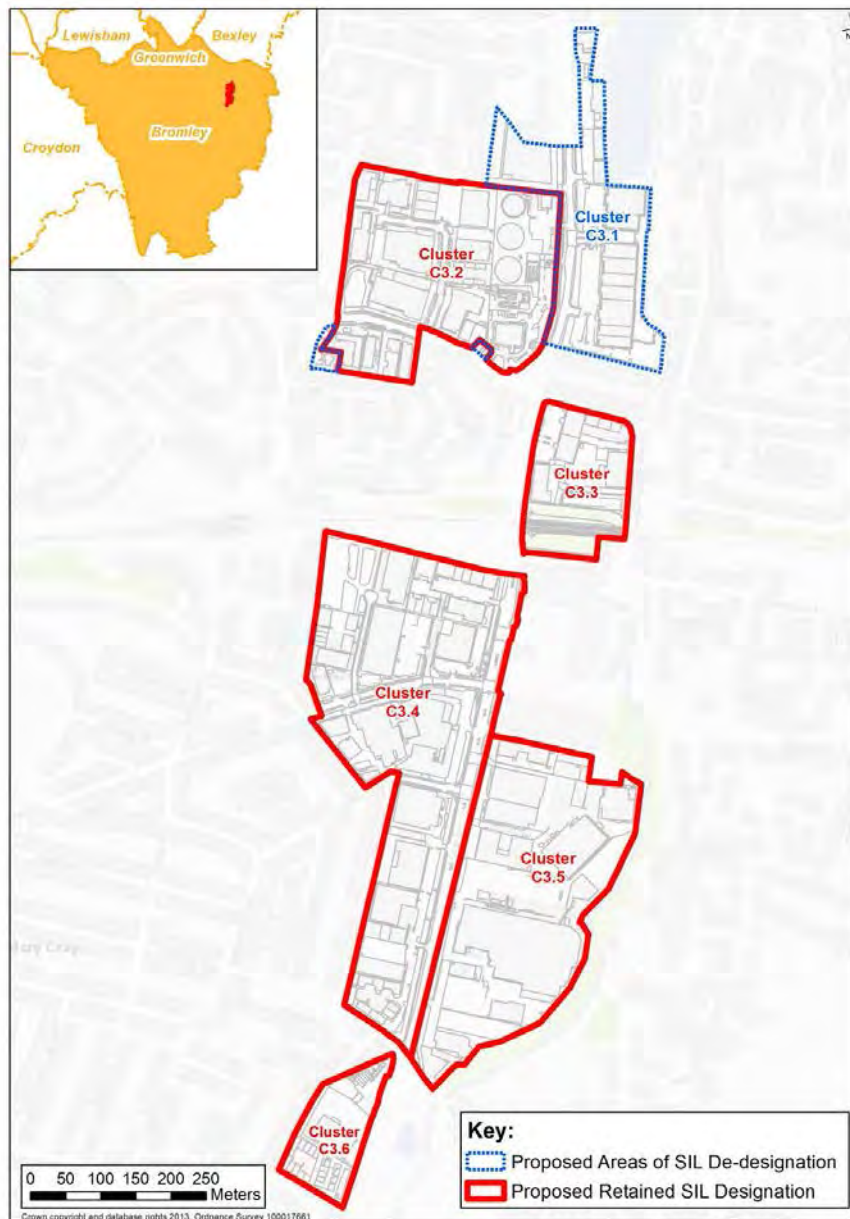 Lewisham
Bexley
Greenwich
Bromley
Croydon
N
Cluster
C3.1
Cluster
C3.2
Cluster
C3.3
Cluster
C3.4
Cluster
C3.5
Cluster
C3.6
Key:
Proposed Areas of SIL De-designation
Proposed Retained SIL Designation
0 50 100 150 200 250
Meters
Crown copyright and database rights 2013. Ordnance Survey 100017661